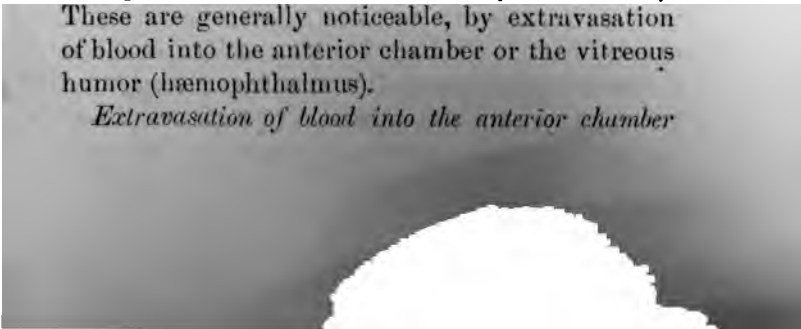 These are generally noticeable, by extravasation
of blood into the anterior chamber or the vitreous
humor (hæmophthalmus).
Extravasation of blood into the anterior chamber